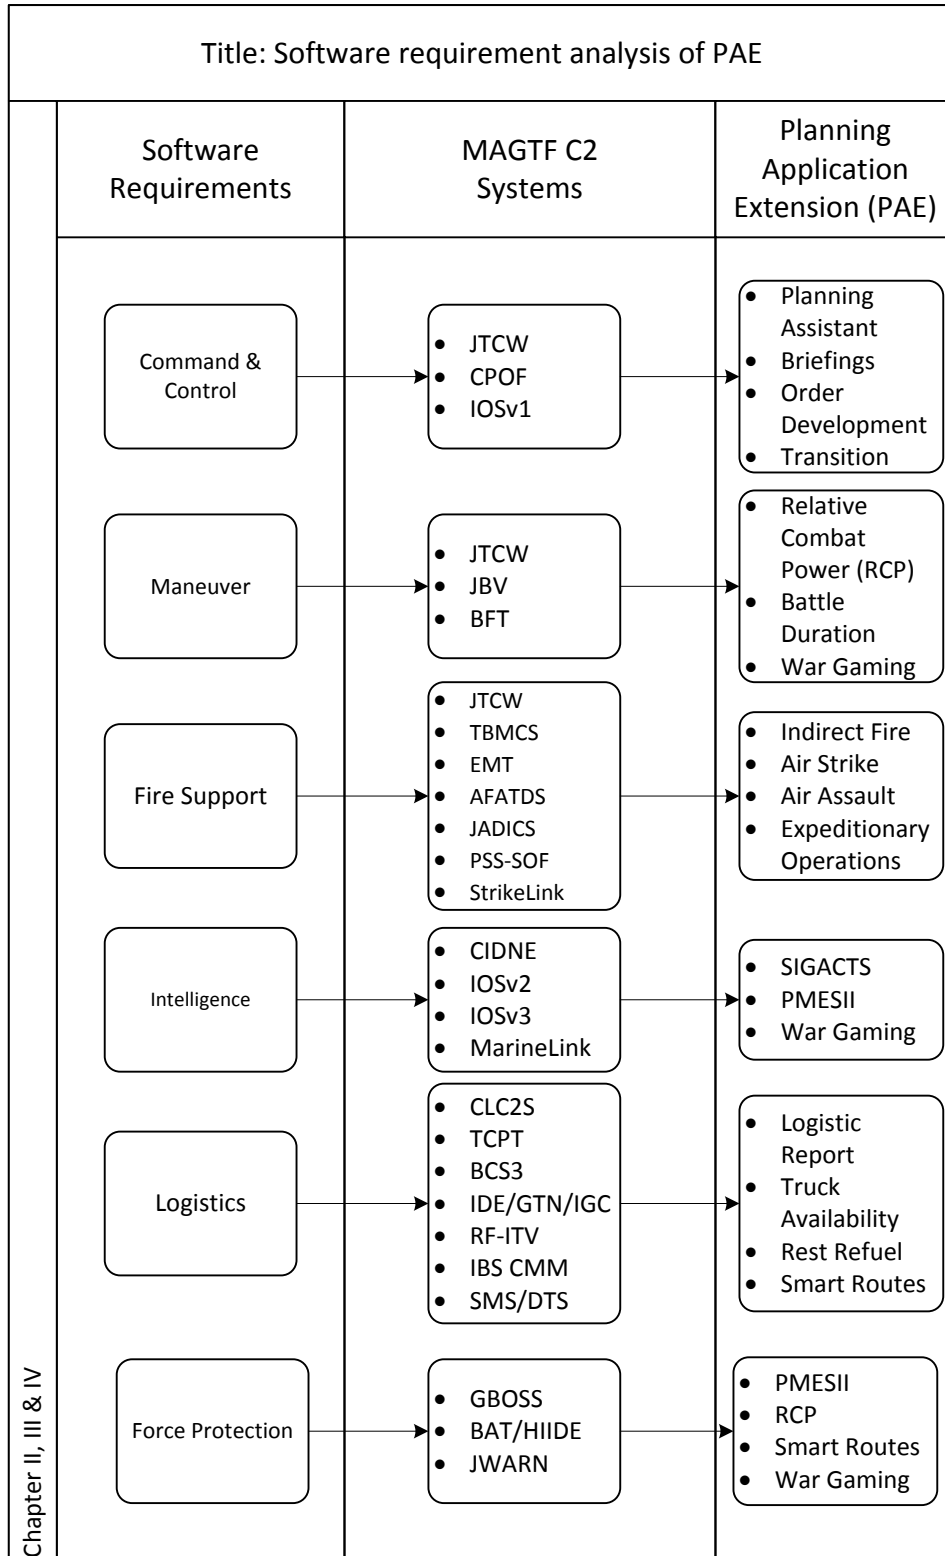 Title: Software requirement analysis of PAE
Software
Requirements
MAGTF C2
Systems
Planning
Application
Extension (PAE)
Command &
Control
• JTCW
• CPOF
• IOSv1
• Planning
Assistant
• Briefings
• Order
Development
• Transition
Maneuver
• JTCW
• JBV
• BFT
• Relative
Combat
Power (RCP)
• Battle
Duration
• War Gaming
Fire Support
• JTCW
• TBMCS
• EMT
• AFATDS
• JADICS
• PSS-SOF
• StrikeLink
• Indirect Fire
• Air Strike
• Air Assault
• Expeditionary
Operations
Intelligence
• CIDNE
• IOSv2
• IOSv3
• MarineLink
• SIGACTS
• PMESII
• War Gaming
Logistics
• CLC2S
• TCPT
• BCS3
• IDE/GTN/IGC
• RF-ITV
• IBS CMM
• SMS/DTS
• Logistic
Report
• Truck
Availability
• Rest Refuel
• Smart Routes
Force Protection
• GBOSS
• BAT/HIIDE
• JWARN
• PMESII
• RCP
• Smart Routes
• War Gaming
Chapter II, III & IV